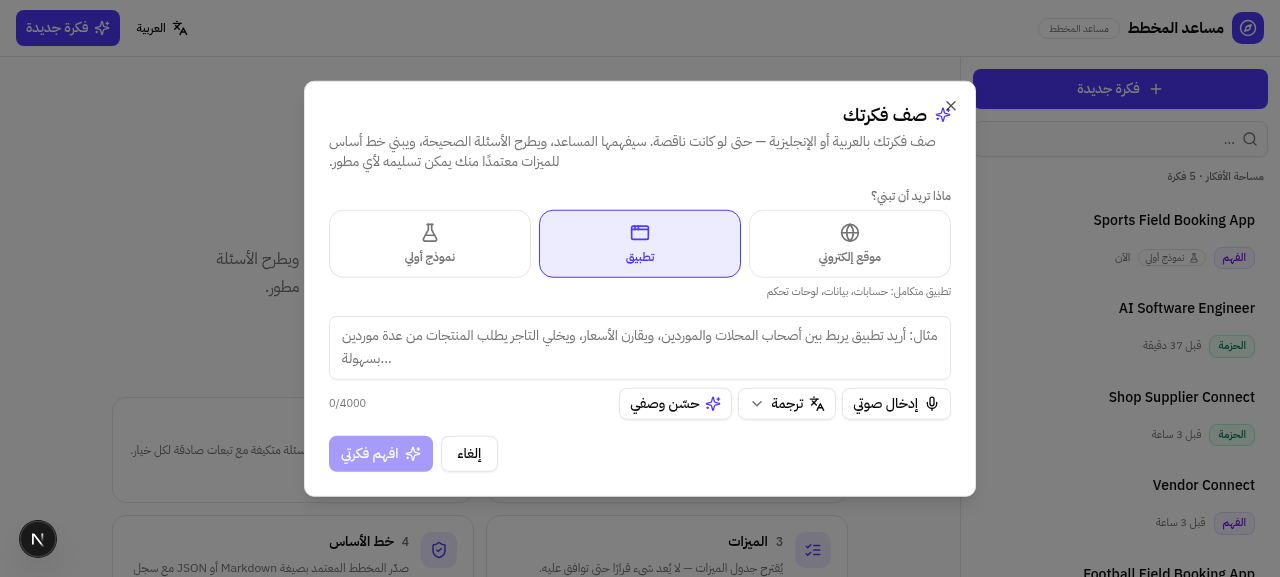 مساعد المخطط
مساعد المخطط
العربية
فكرة جديدة
فكرة جديدة
...
مساحة الأفكار · 5 فكرة
Sports Field Booking App
الفهم
نموذج أولي
الآن
AI Software Engineer
الحزمة
قبل 37 دقيقة
Shop Supplier Connect
الحزمة
قبل 3 ساعة
Vendor Connect
الفهم
قبل 3 ساعة
Football Field Booking App
صف فكرتك
صف فكرتك بالعربية أو الإنجليزية — حتى لو كانت ناقصة. سيفهمها المساعد، ويطرح الأسئلة الصحيحة، ويبني خط أساس
للميزات معتمدًا منك يمكن تسليمه لأي مطور.
ماذا تريد أن تبني؟
موقع إلكتروني
تطبيق
نموذج أولي
تطبيق متكامل: حسابات، بيانات، لوحات تحكم
مثال: أريد تطبيق يربط بين أصحاب المحلات والموردين، ويقارن الأسعار، ويخلي التاجر يطلب المنتجات من عدة موردين
بسهولة...
إدخال صوتي
ترجمة
حسّن وصفي
0/4000
إلغاء
افهم فكرتي
ويطرح الأسئلة
مطور.
متكيفة مع تبعات صادقة لكل خيار.
3 الميزات
يُقترح جدول الميزات — لا يُعد شيء قرارًا حتى توافق عليه.
4 خط الأساس
صدّر المخطط المعتمد بصيغة Markdown أو JSON مع سجل
N